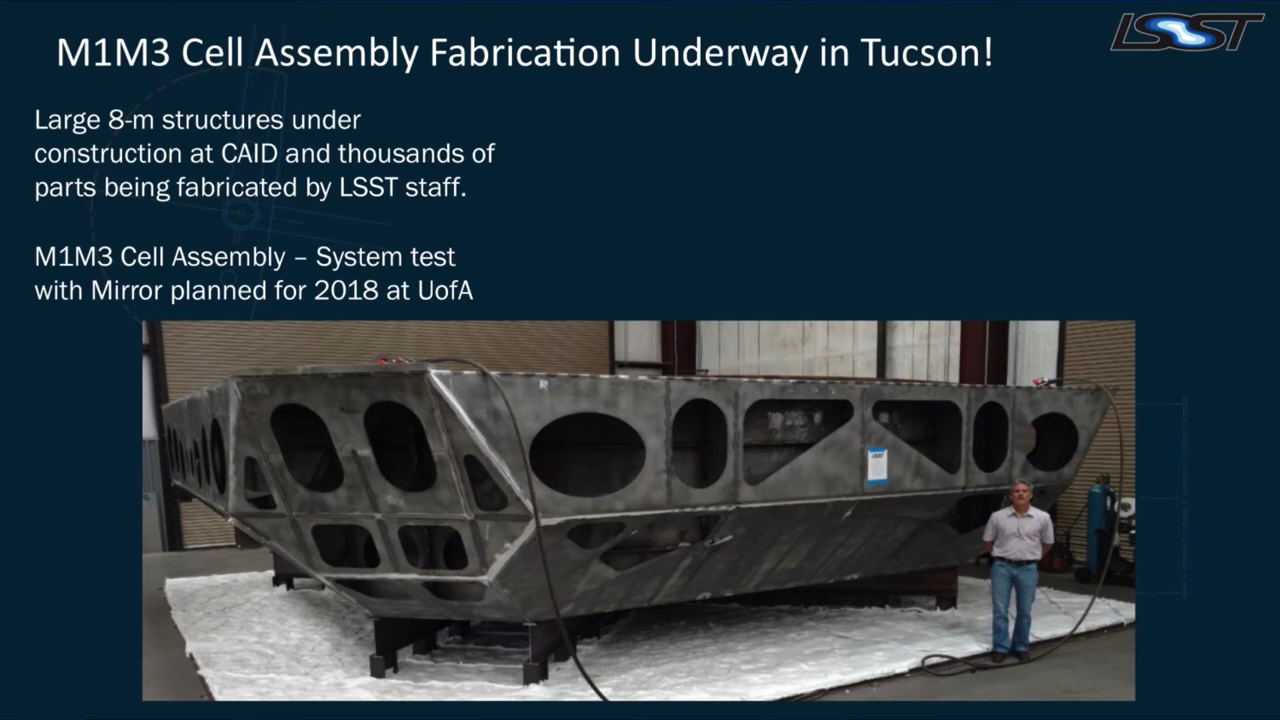 M1M3 Cell Assembly Fabrication Underway in Tucson!
LSST
Large 8-m structures under
construction at CAID and thousands of
parts being fabricated by LSST staff.
M1M3 Cell Assembly – System test
with Mirror planned for 2018 at UofA